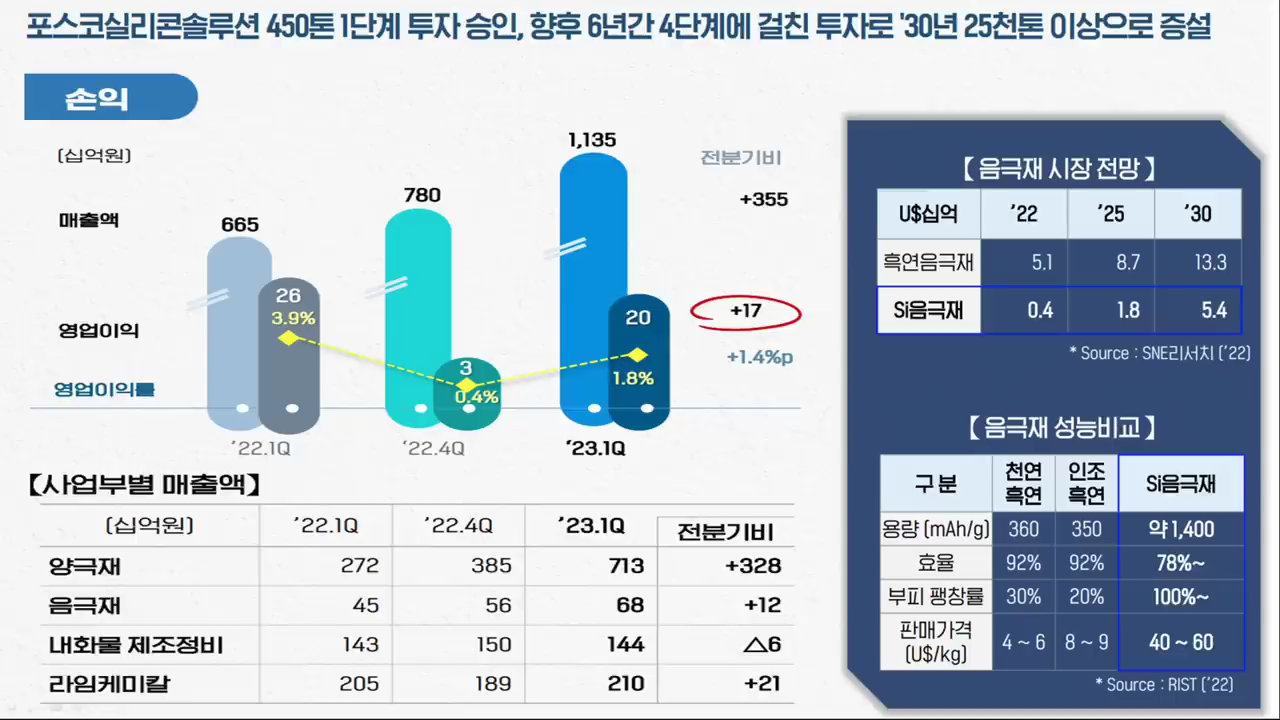 포스코실리콘솔루션 450톤 1단계 투자 승인, 향후 6년간 4단계에 걸친 투자로 '30년 25천톤 이상으로 증설
손익
(십억원)
전분기비
매출액
665
780
1,135
+355
영업이익
26
3
20
+17
영업이익률
3.9%
0.4%
1.8%
+1.4%p
'22.1Q
'22.4Q
'23.1Q
【사업부별 매출액】
(십억원) '22.1Q '22.4Q '23.1Q 전분기비
양극재 272 385 713 +328
음극재 45 56 68 +12
내화물 제조정비 143 150 144 △6
라임케미칼 205 189 210 +21
【 음극재 시장 전망 】
U$십억 '22 '25 '30
흑연음극재 5.1 8.7 13.3
Si음극재 0.4 1.8 5.4
* Source : SNE리서치 ('22)
【 음극재 성능비교 】
구 분 천연 흑연 인조 흑연 Si음극재
용량 (mAh/g) 360 350 약 1,400
효율 92% 92% 78%~
부피 팽창률 30% 20% 100%~
판매가격 (U$/kg) 4 ~ 6 8 ~ 9 40 ~ 60
* Source : RIST ('22)